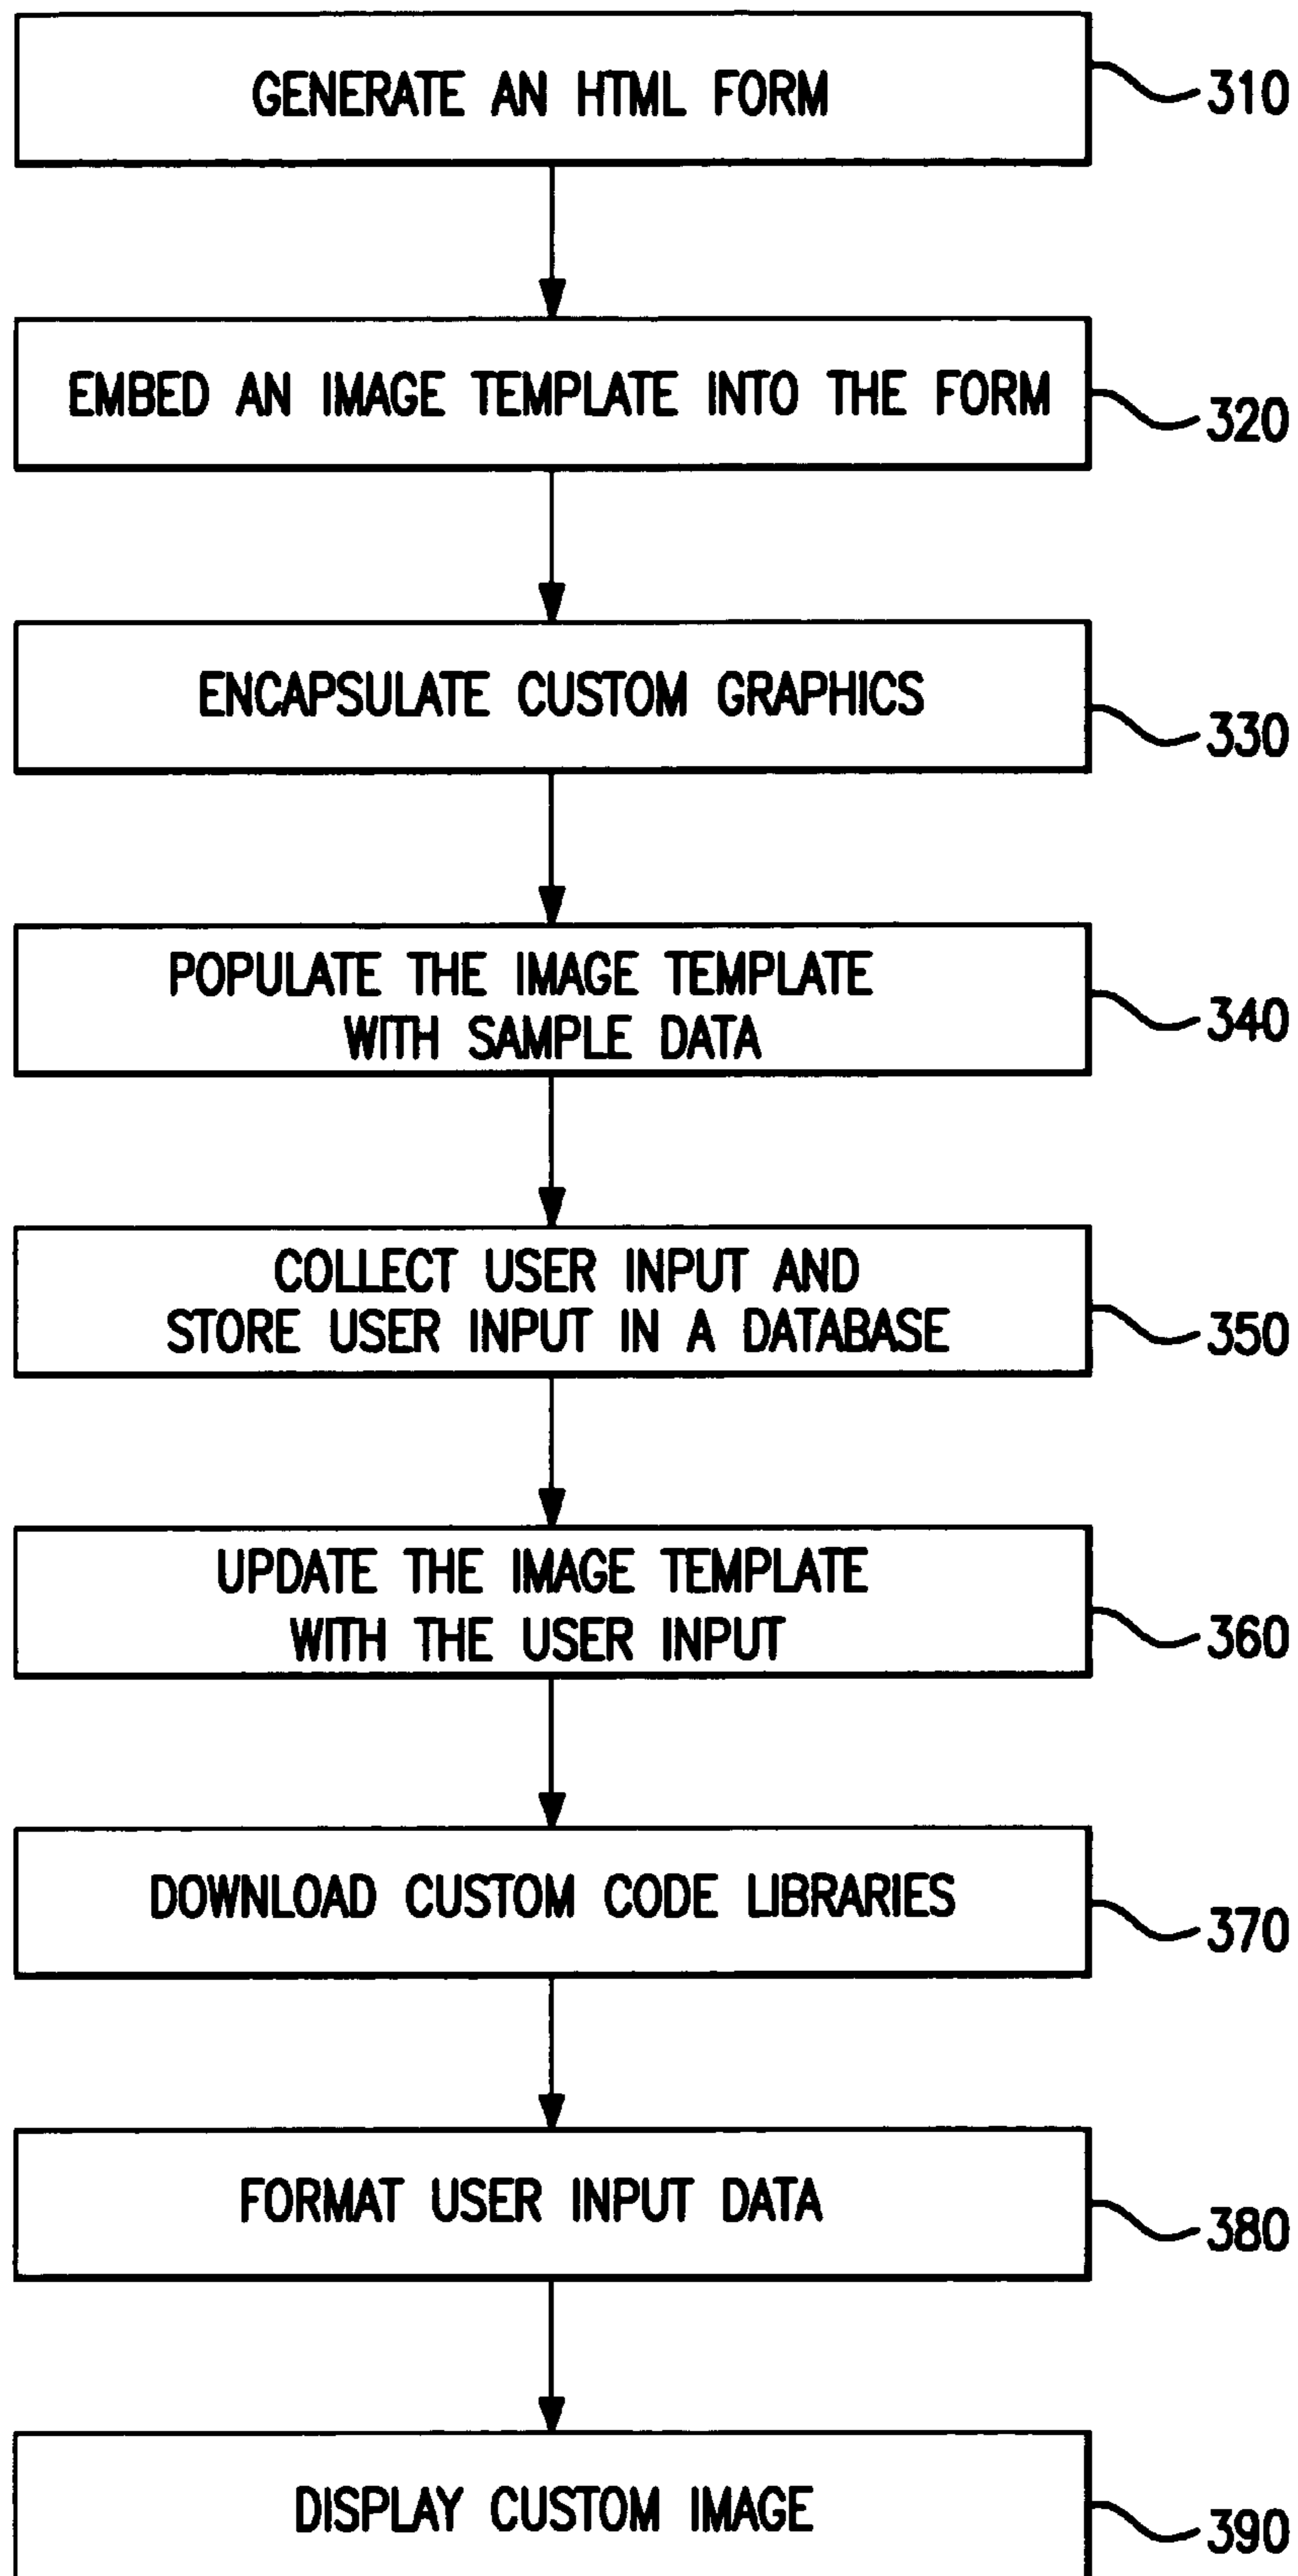 GENERATE AN HTML FORM
310
EMBED AN IMAGE TEMPLATE INTO THE FORM
320
ENCAPSULATE CUSTOM GRAPHICS
330
POPULATE THE IMAGE TEMPLATE
WITH SAMPLE DATA
340
COLLECT USER INPUT AND
STORE USER INPUT IN A DATABASE
350
UPDATE THE IMAGE TEMPLATE
WITH THE USER INPUT
360
DOWNLOAD CUSTOM CODE LIBRARIES
370
FORMAT USER INPUT DATA
380
DISPLAY CUSTOM IMAGE
390